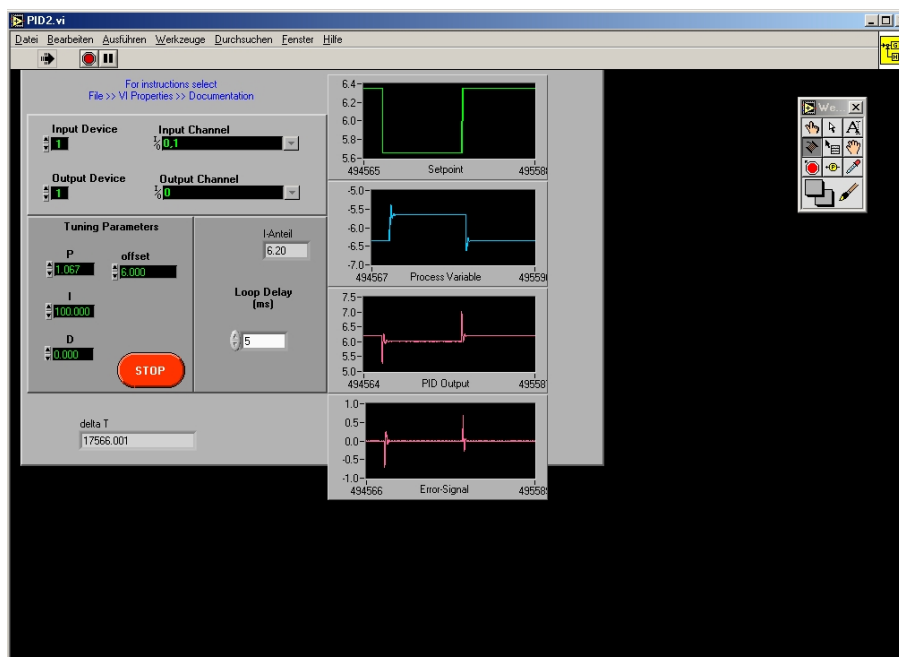 PID2.vi
Datei Bearbeiten Ausführen Werkzeuge Durchsuchen Fenster Hilfe
For instructions select
File >> VI Properties >> Documentation
Input Device
1
Input Channel
0,1
Output Device
1
Output Channel
0
Tuning Parameters
P
1.067
offset
6.000
I
100.000
D
0.000
STOP
I-Anteil
6.20
Loop Delay
(ms)
5
delta T
17566.001
6.4
6.2
6.0
5.8
5.6
494565
Setpoint
-5.0
-5.5
-6.0
-6.5
-7.0
494567
Process Variable
7.5
6.5
6.0
5.5
5.0
494564
PID Output
1.0
0.5
0.0
-0.5
-1.0
494566
Error-Signal
We...